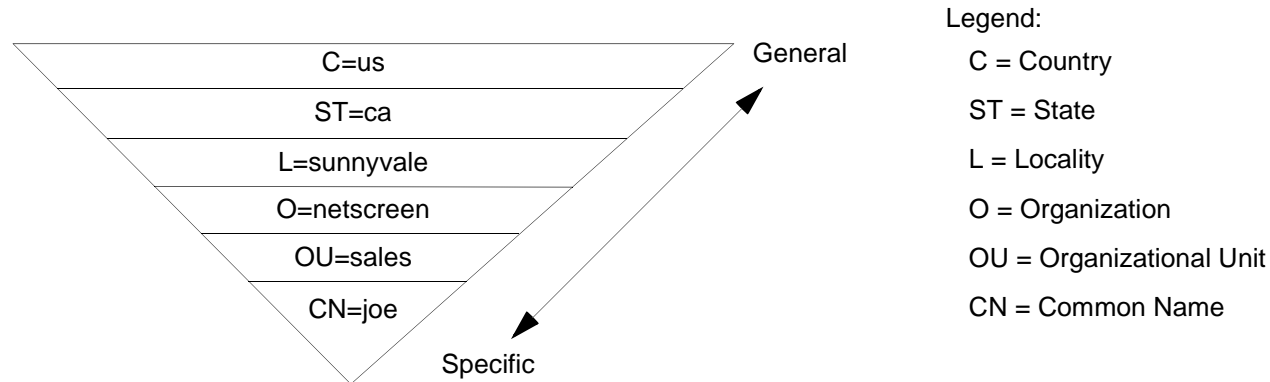 C=us
ST=ca
L=sunnyvale
O=netscreen
OU=sales
CN=joe
General
Specific
Legend:
C = Country
ST = State
L = Locality
O = Organization
OU = Organizational Unit
CN = Common Name